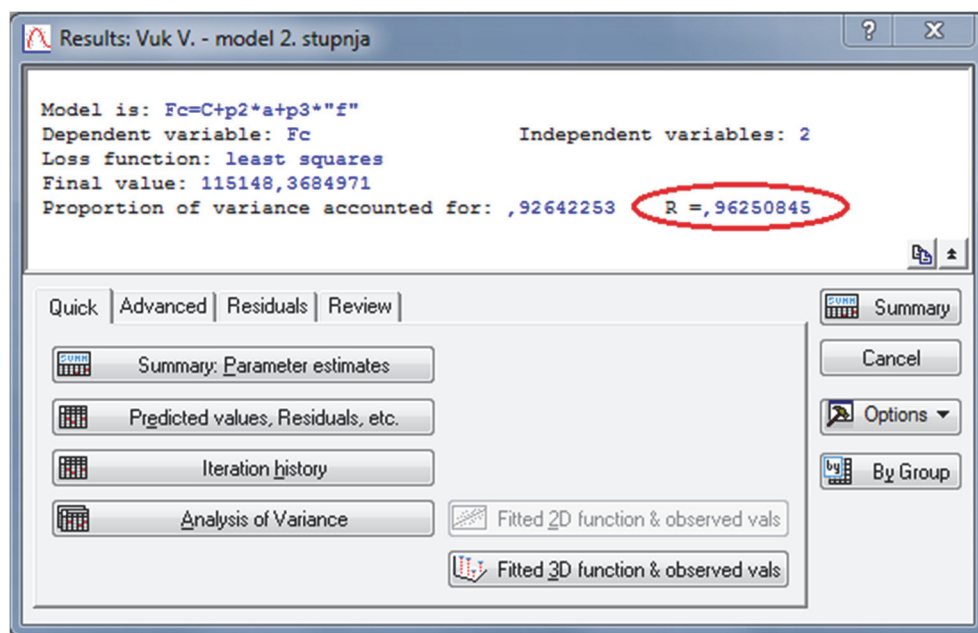 Results: Vuk V. - model 2. stupnja
Model is: Fc=C+p2*a+p3*"f"
Dependent variable: Fc Independent variables: 2
Loss function: least squares
Final value: 115148,3684971
Proportion of variance accounted for: ,92642253 R =,96250845
Quick Advanced Residuals Review
SUMM Summary
SUMM Summary: Parameter estimates
Cancel
Predicted values, Residuals, etc.
Options
Iteration history
by By Group
Analysis of Variance
Fitted 2D function & observed vals
Fitted 3D function & observed vals